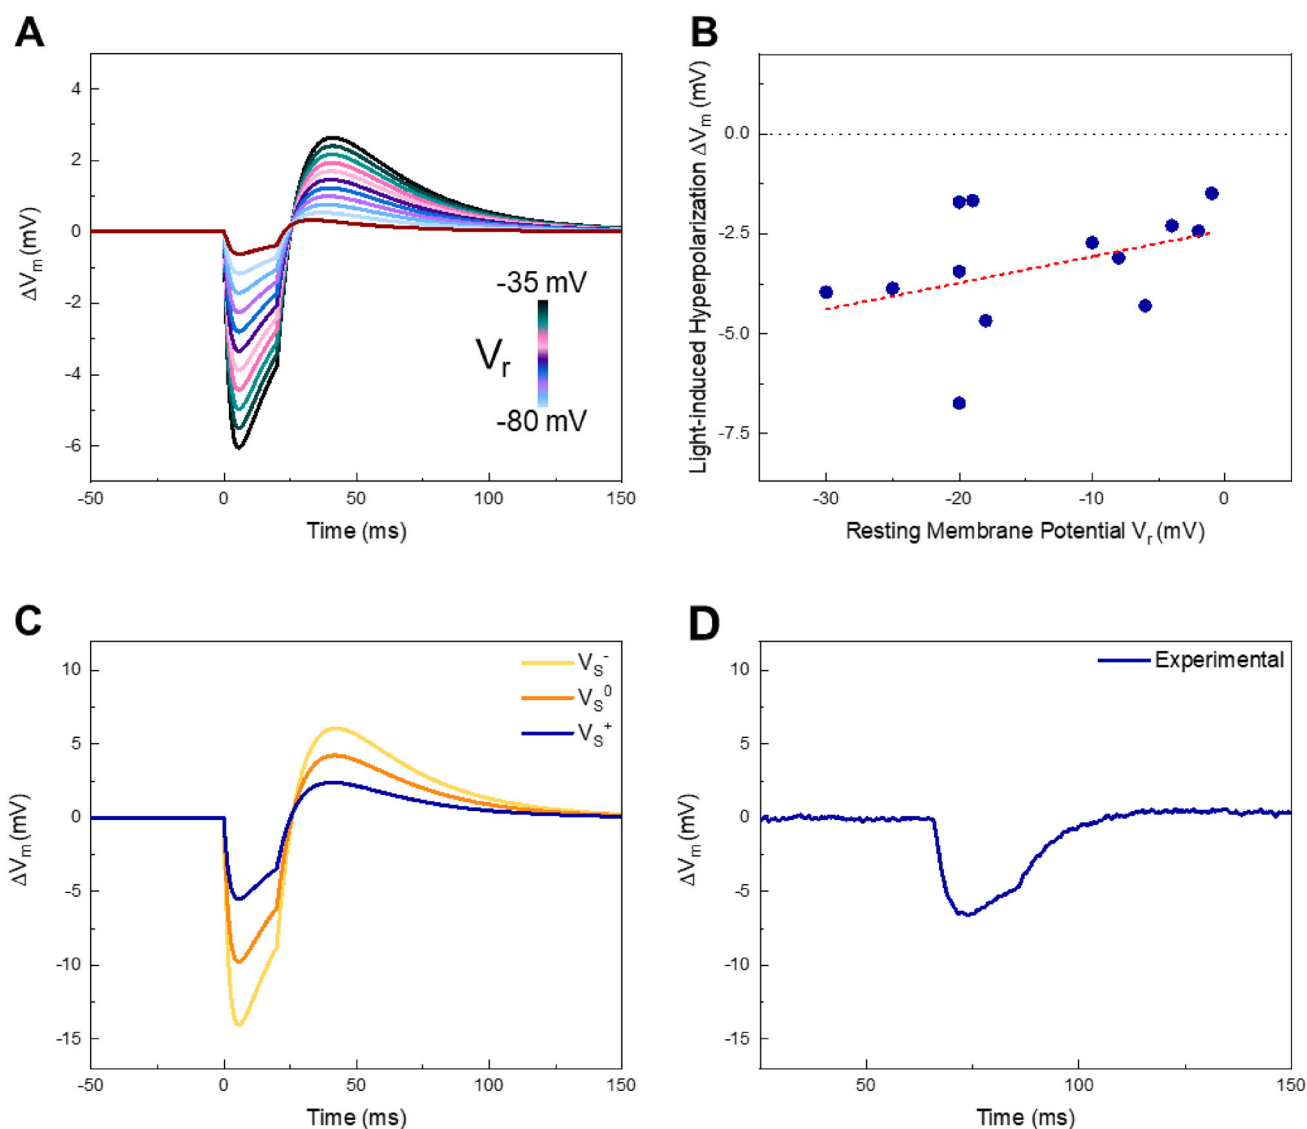 A
4
2
0
-2
-4
-6
-50
0
50
100
150
ΔVm (mV)
Time (ms)
-35 mV
Vr
-80 mV
B
0.0
-2.5
-5.0
-7.5
-30
-20
-10
0
Light-induced Hyperpolarization ΔVm (mV)
Resting Membrane Potential Vr (mV)
C
10
5
0
-5
-10
-15
-50
0
50
100
150
ΔVm (mV)
Time (ms)
VS-
VS0
VS+
D
10
5
0
-5
-10
-15
50
100
150
ΔVm (mV)
Time (ms)
Experimental